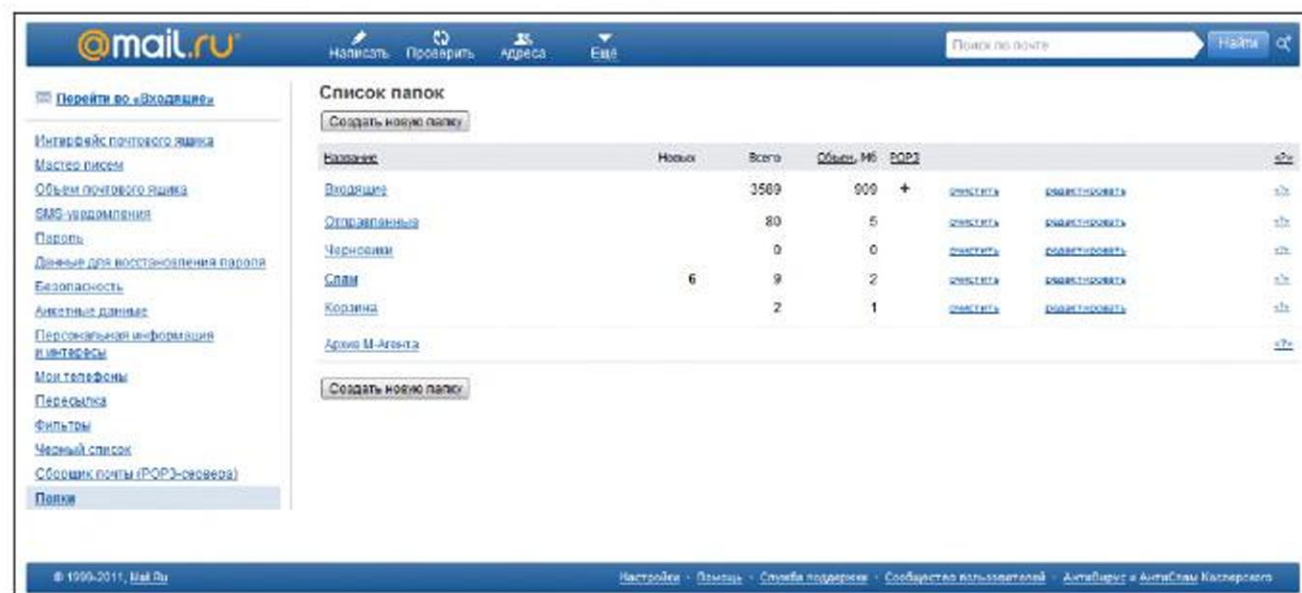 @mail.ru
Написать Проверить Адреса Ещё
Поиск по почте Найти
Перейти во «Входящие»
Интерфейс почтового ящика
Мастер писем
Объем почтового ящика
SMS-уведомления
Пароль
Данные для восстановления пароля
Безопасность
Анкетные данные
Персональная информация
и интересы
Мои телефоны
Пересылка
Фильтры
Черный список
Сборщик почты (POP3-сервера)
Папки
Список папок
Создать новую папку
Название Новых Всего Объем, Мб POP3 «?»
Входящие 3589 909 + очистить редактировать «?»
Отправленные 80 5 очистить редактировать «?»
Черновики 0 0 очистить редактировать «?»
Спам 6 9 2 очистить редактировать «?»
Корзина 2 1 очистить редактировать «?»
Архив М-Агента «?»
Создать новую папку
© 1999-2011, Mail.Ru
Настройки · Помощь · Служба поддержки · Сообщество пользователей · АнтиВирус и АнтиСпам Касперского